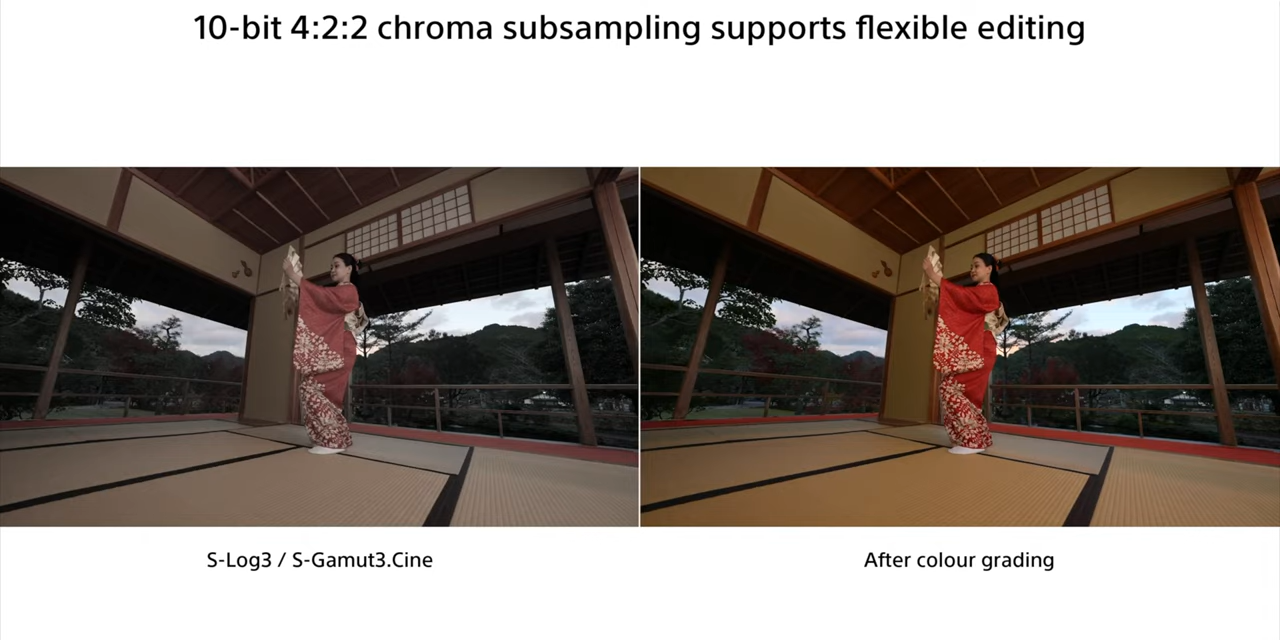 10-bit 4:2:2 chroma subsampling supports flexible editing
S-Log3 / S-Gamut3.Cine
After colour grading